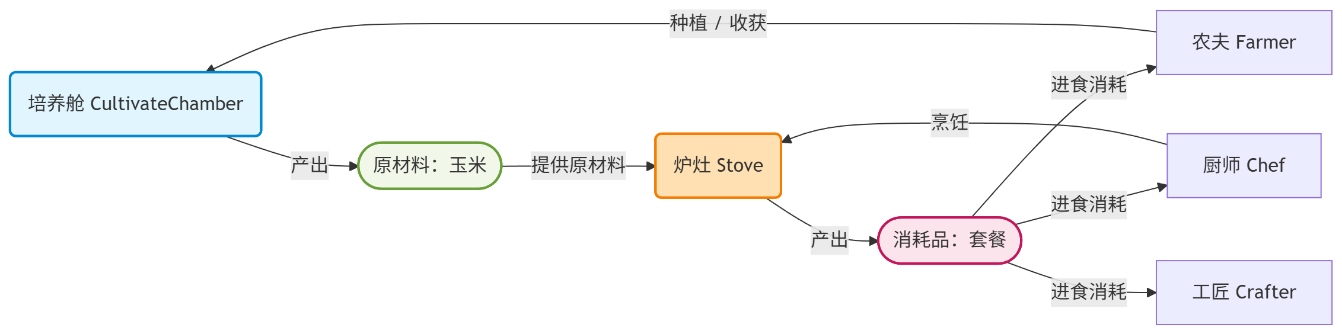 种植 / 收获
农夫 Farmer
进食消耗
培养舱 CultivateChamber
烹饪
产出
原材料：玉米
提供原材料
炉灶 Stove
厨师 Chef
进食消耗
产出
消耗品：套餐
进食消耗
工匠 Crafter